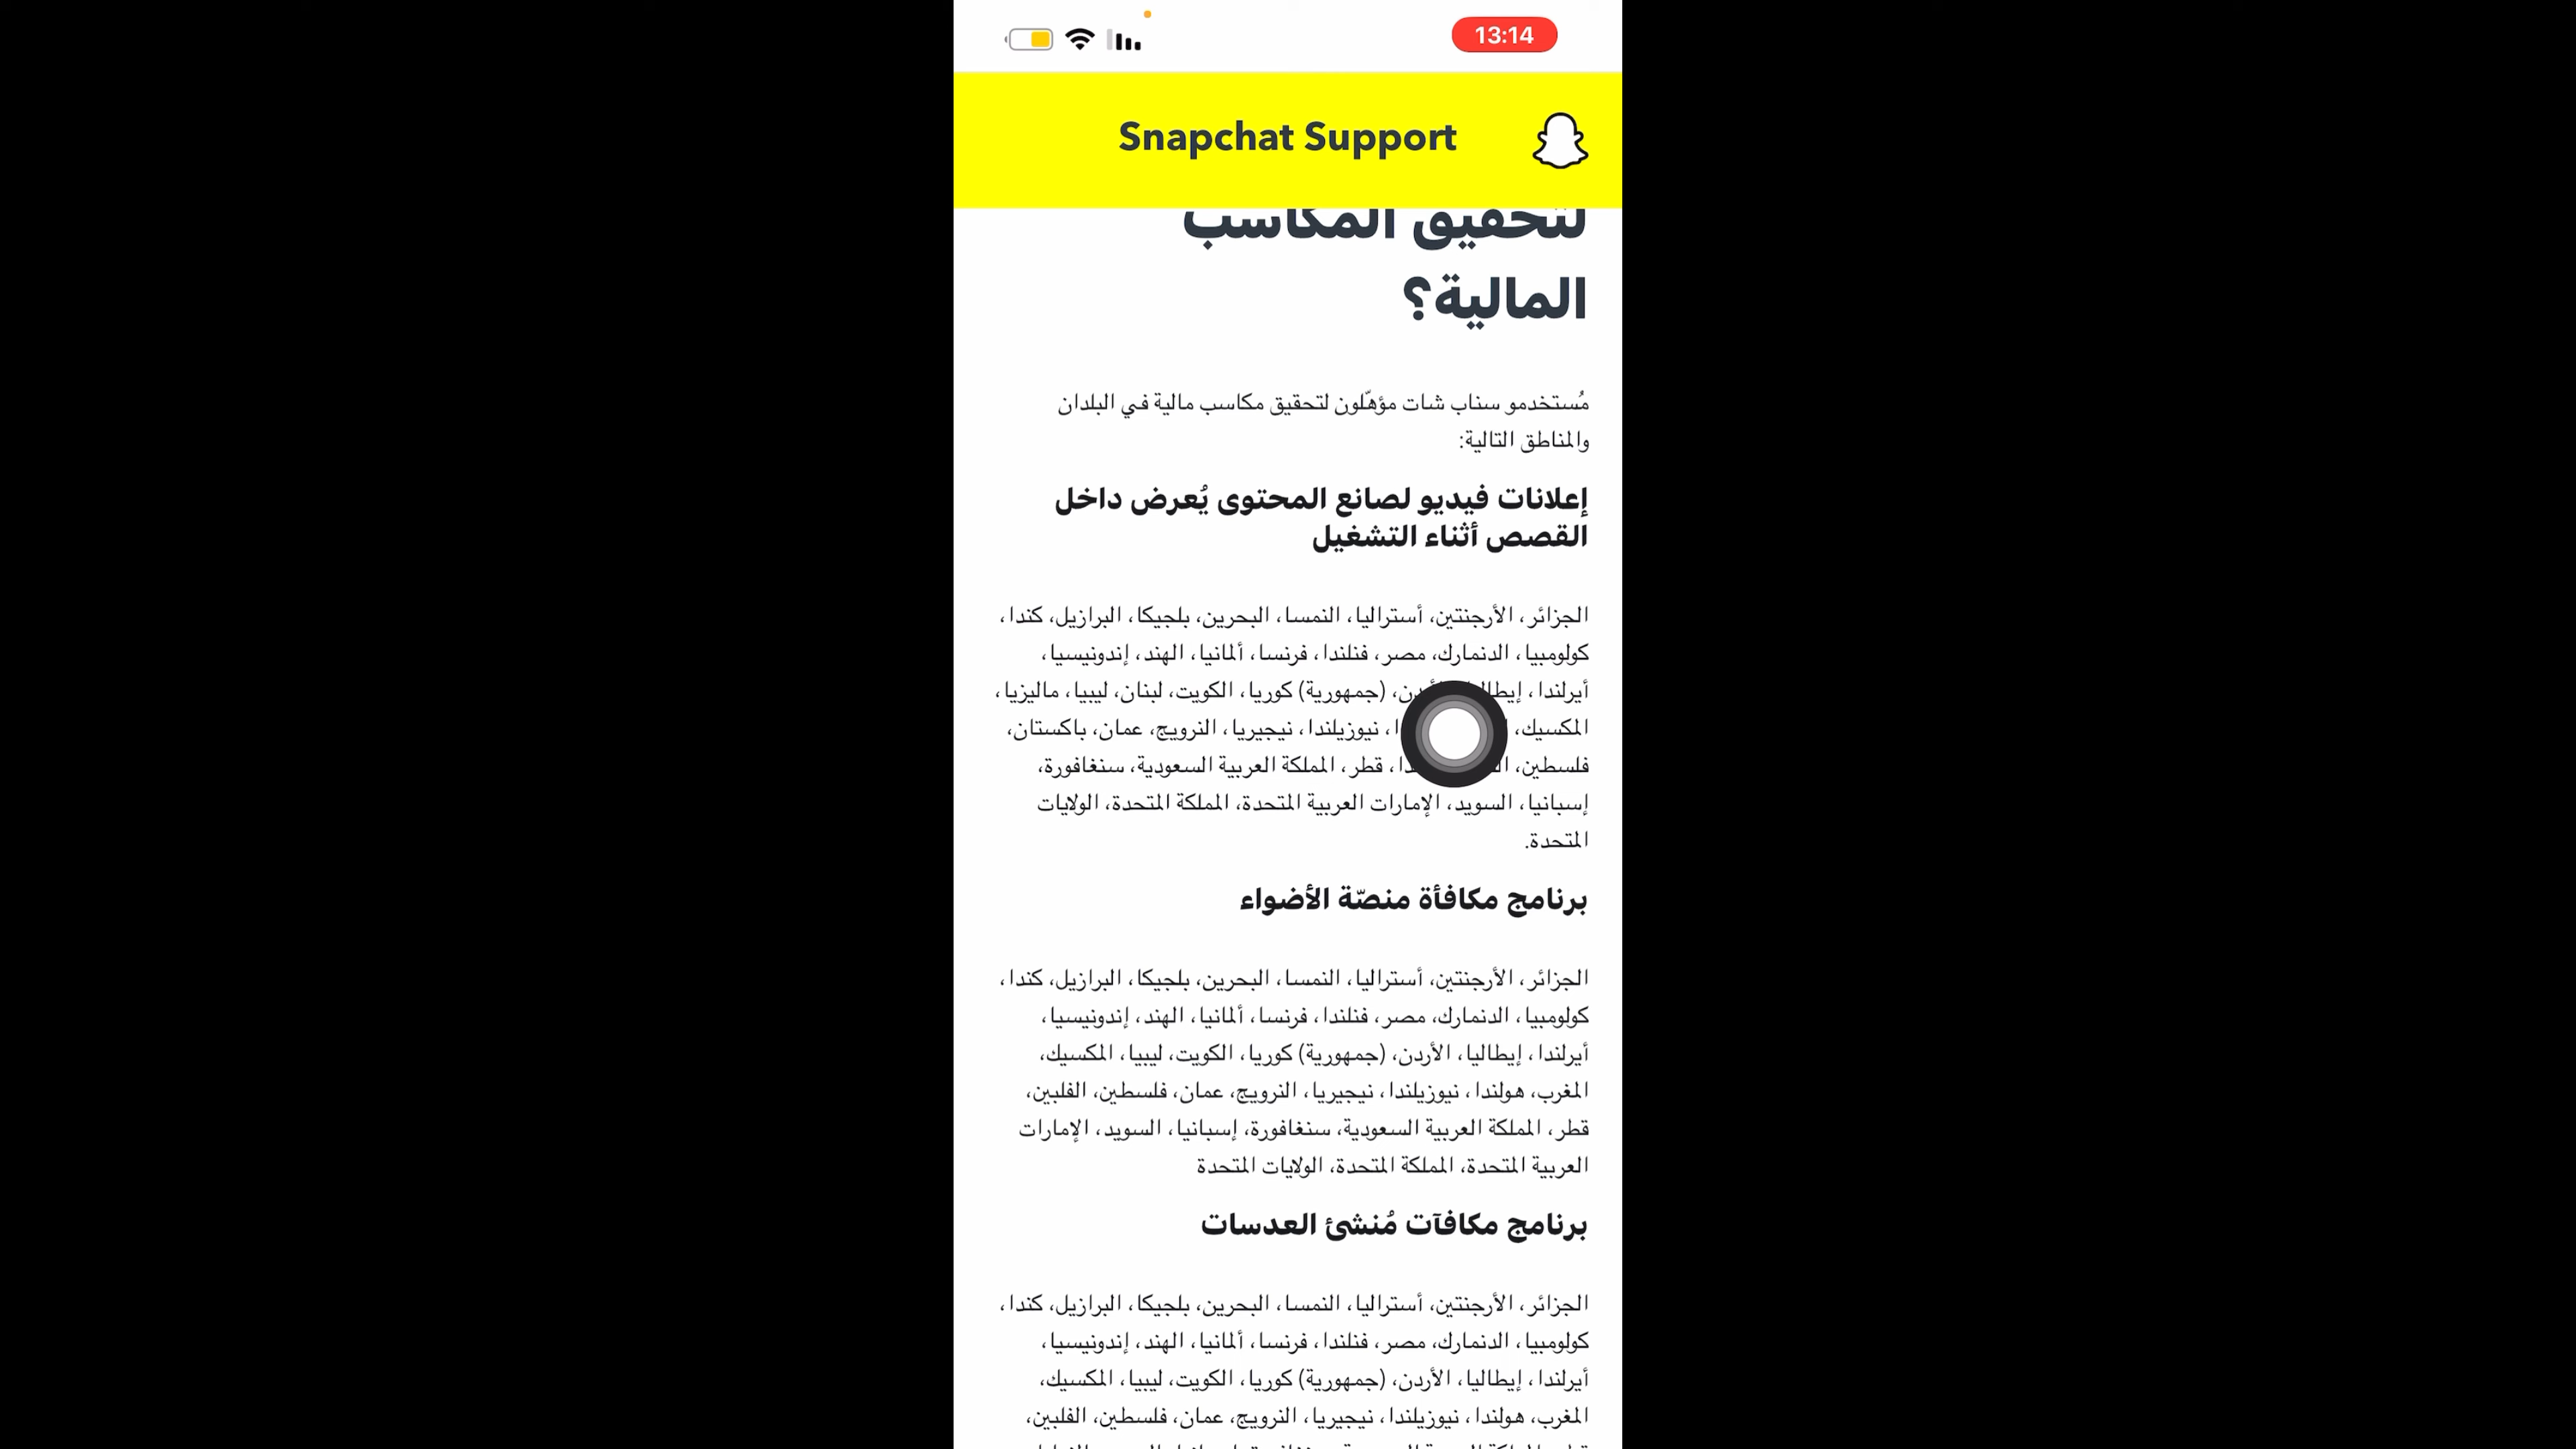 13:14
Snapchat Support
لتحقيق المكاسب
المالية؟
مُستخدمو سناب شات مؤهّلون لتحقيق مكاسب مالية في البلدان
والمناطق التالية:
إعلانات فيديو لصانع المحتوى يُعرض داخل
القصص أثناء التشغيل
الجزائر، الأرجنتين، أستراليا، النمسا، البحرين، بلجيكا، البرازيل، كندا،
كولومبيا، الدنمارك، مصر، فنلندا، فرنسا، ألمانيا، الهند، إندونيسيا،
أيرلندا، (جمهورية) كوريا، الكويت، لبنان، ليبيا، ماليزيا،
المكسيك، نيوزيلندا، نيجيريا، النرويج، عمان، باكستان،
فلسطين، قطر، المملكة العربية السعودية، سنغافورة،
إسبانيا، السويد، الإمارات العربية المتحدة، المملكة المتحدة، الولايات
المتحدة.
برنامج مكافأة منصّة الأضواء
الجزائر، الأرجنتين، أستراليا، النمسا، البحرين، بلجيكا، البرازيل، كندا،
كولومبيا، الدنمارك، مصر، فنلندا، فرنسا، ألمانيا، الهند، إندونيسيا،
أيرلندا، إيطاليا، الأردن، (جمهورية) كوريا، الكويت، ليبيا، المكسيك،
المغرب، هولندا، نيوزيلندا، نيجيريا، النرويج، عمان، فلسطين، الفلبين،
قطر، المملكة العربية السعودية، سنغافورة، إسبانيا، السويد، الإمارات
العربية المتحدة، المملكة المتحدة، الولايات المتحدة
برنامج مكافآت مُنشئ العدسات
الجزائر، الأرجنتين، أستراليا، النمسا، البحرين، بلجيكا، البرازيل، كندا،
كولومبيا، الدنمارك، مصر، فنلندا، فرنسا، ألمانيا، الهند، إندونيسيا،
أيرلندا، إيطاليا، الأردن، (جمهورية) كوريا، الكويت، ليبيا، المكسيك،
المغرب، هولندا، نيوزيلندا، نيجيريا، النرويج، عمان، فلسطين، الفلبين،